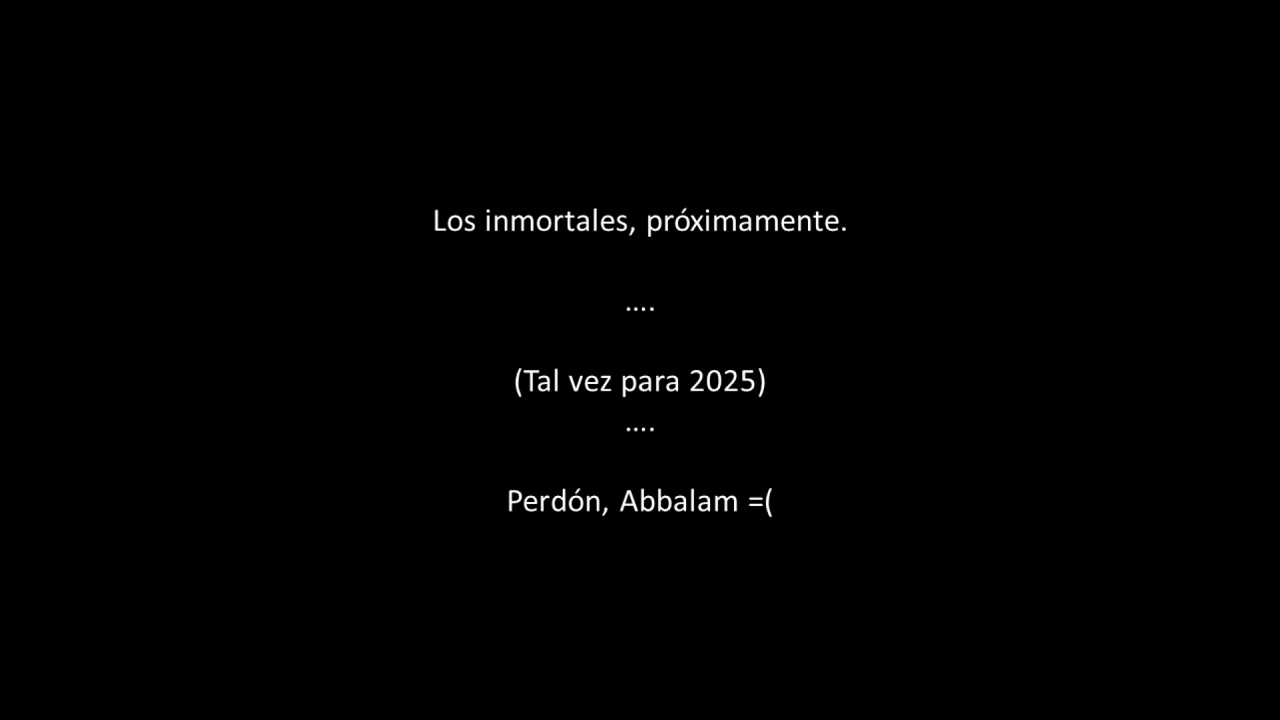 Los inmortales, próximamente.
....
(Tal vez para 2025)
....
Perdón, Abbalam =(